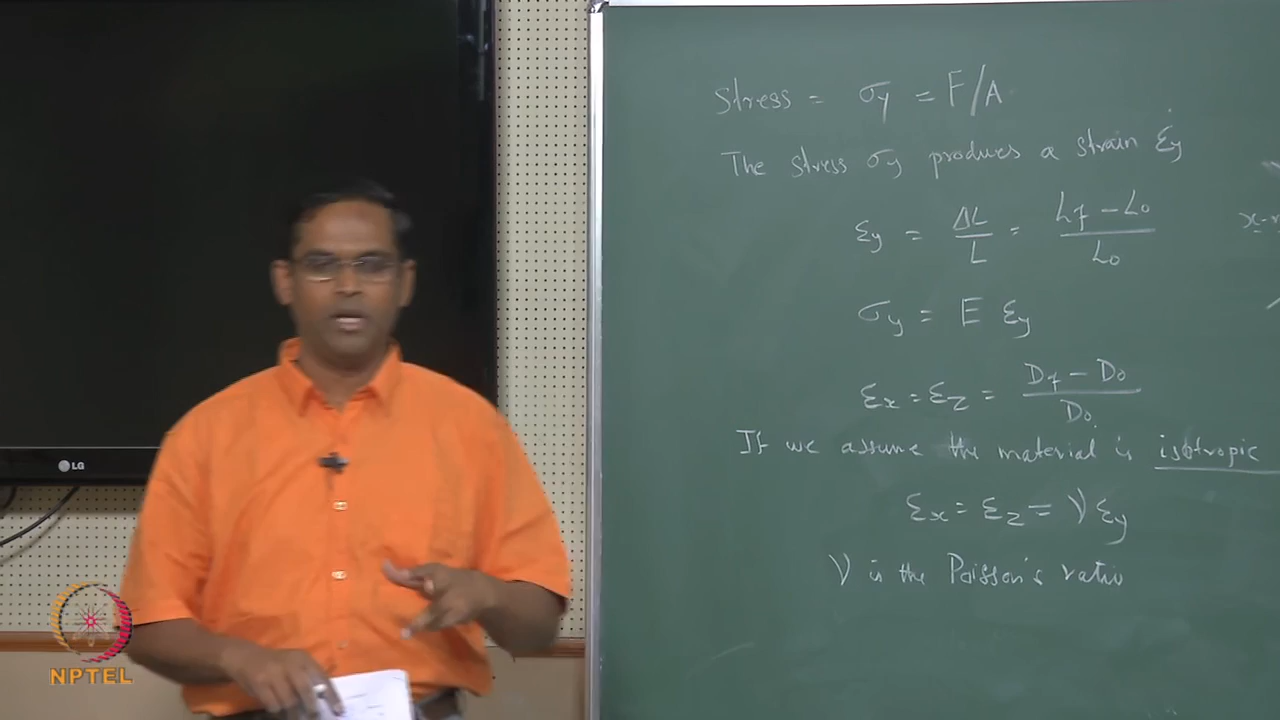 Stress = σy = F/A
The stress σy produces a strain εy
εy = ΔL/L = Lf - L0/L0
σy = E εy
εx = εz = Df - D0/D0
If we assume the material is isotropic
εx = εz = ν εy
ν is the Poisson's ratio
LG
NPTEL